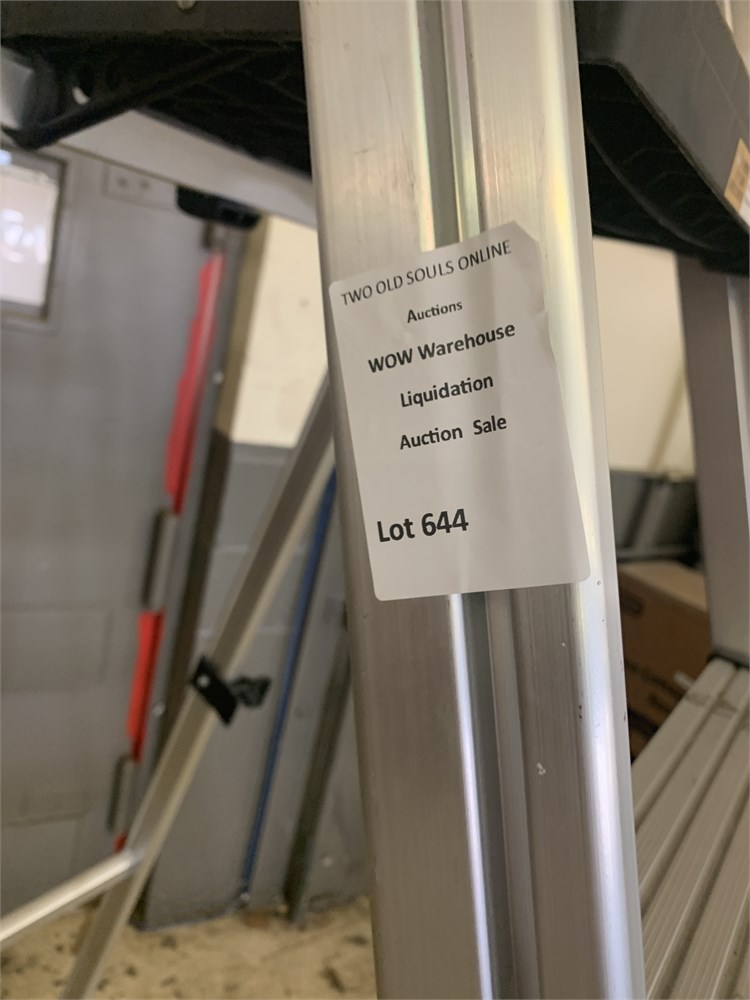 TWO OLD SOULS ONLINE
Auctions
WOW Warehouse
Liquidation
Auction Sale
Lot 644